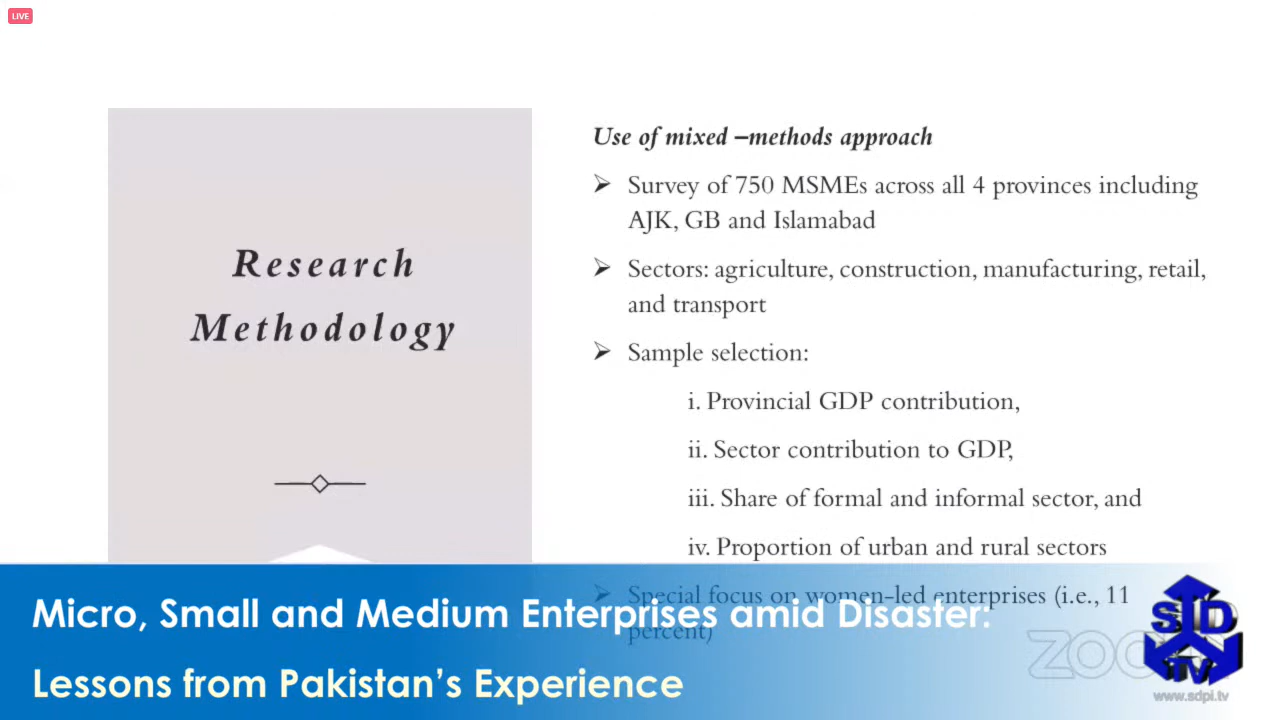 LIVE
Research
Methodology
Use of mixed –methods approach
➢ Survey of 750 MSMEs across all 4 provinces including
AJK, GB and Islamabad
➢ Sectors: agriculture, construction, manufacturing, retail,
and transport
➢ Sample selection:
i. Provincial GDP contribution,
ii. Sector contribution to GDP,
iii. Share of formal and informal sector, and
iv. Proportion of urban and rural sectors
➢ Special focus on women-led enterprises (i.e., 11
percent)
Micro, Small and Medium Enterprises amid Disaster:
Lessons from Pakistan’s Experience
SD
TV
www.sdpi.tv